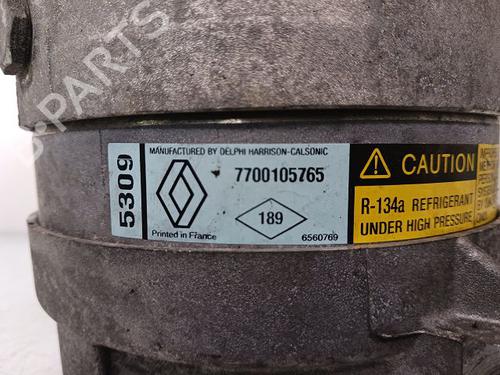 B-PARTS
5309
MANUFACTURED BY DELPHI HARRISON-CALSONIC
7700105765
189
Printed in France
6560769
CAUTION
R-134a REFRIGERANT
UNDER HIGH PRESSURE